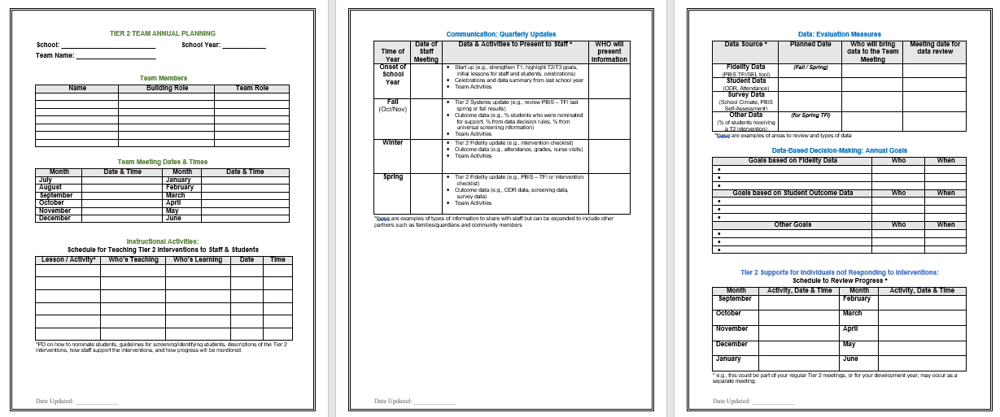 TIER 2 TEAM ANNUAL PLANNING
School: ________________ School Year: ________________
Team Name: ________________
Team Members
Name Building Role Team Role
Team Meeting Dates & Times
Month Date & Time Month Date & Time
July January
August February
September March
October April
November May
December June
Instructional Activities:
Schedule for Teaching Tier 2 Interventions to Staff & Students
Lesson / Activity* Who's Teaching Who's Learning Date Time
*PD on how to nominate students, guidelines for screening/identifying students, descriptions of the Tier 2
interventions, how staff support the interventions, and how progress will be monitored.
Date Updated: ______________
Communication: Quarterly Updates
Time of Year Date of Staff Meeting Data & Activities to Present to Staff * WHO will present information
Onset of School Year
• Start up (e.g., strengthen T1, highlight T2/T3 goals,
initial lessons for staff and students, celebrations)
• Celebrations and data summary from last school year
• Team Activities
Fall
(Oct/Nov)
• Tier 2 Systems update (e.g., review PBIS – TFI last
spring or fall results)
• Outcome data (e.g., % students who were nominated
for support, % from data decision rules, % from
universal screening information)
• Team Activities
Winter
• Tier 2 Fidelity update (e.g., intervention checklist)
• Outcome data (e.g., attendance, grades, nurse visits)
• Team Activities
Spring
• Tier 2 Fidelity update (e.g., PBIS – TFI or intervention
checklist)
• Outcome data (e.g., ODR data, screening data,
survey data)
• Team Activities
*these are examples of types of information to share with staff but can be expanded to include other
partners such as families/guardians and community members
Date Updated: ______________
Data: Evaluation Measures
Data Source * Planned Date Who will bring data to the Team Meeting Meeting date for data review
Fidelity Data (Fall / Spring)
(PBIS TFI/SEL tool)
Student Data
(ODR, Attendance)
Survey Data
(School Climate, PBIS
Self-Assessment)
Other Data (for Spring TFI)
(% of students receiving
a T2 intervention)
*these are examples of areas to review and types of data
Data-Based Decision-Making: Annual Goals
Goals based on Fidelity Data Who When
•
•
•
Goals based on Student Outcome Data Who When
•
•
•
Other Goals Who When
•
•
•
Tier 2 Supports for Individuals not Responding to Interventions:
Schedule to Review Progress *
Month Activity, Date & Time Month Activity, Date & Time
September February
October March
November April
December May
January June
* e.g., this could be part of your regular Tier 2 meetings, or for your development year, may occur as a
separate meeting.
Date Updated: ______________